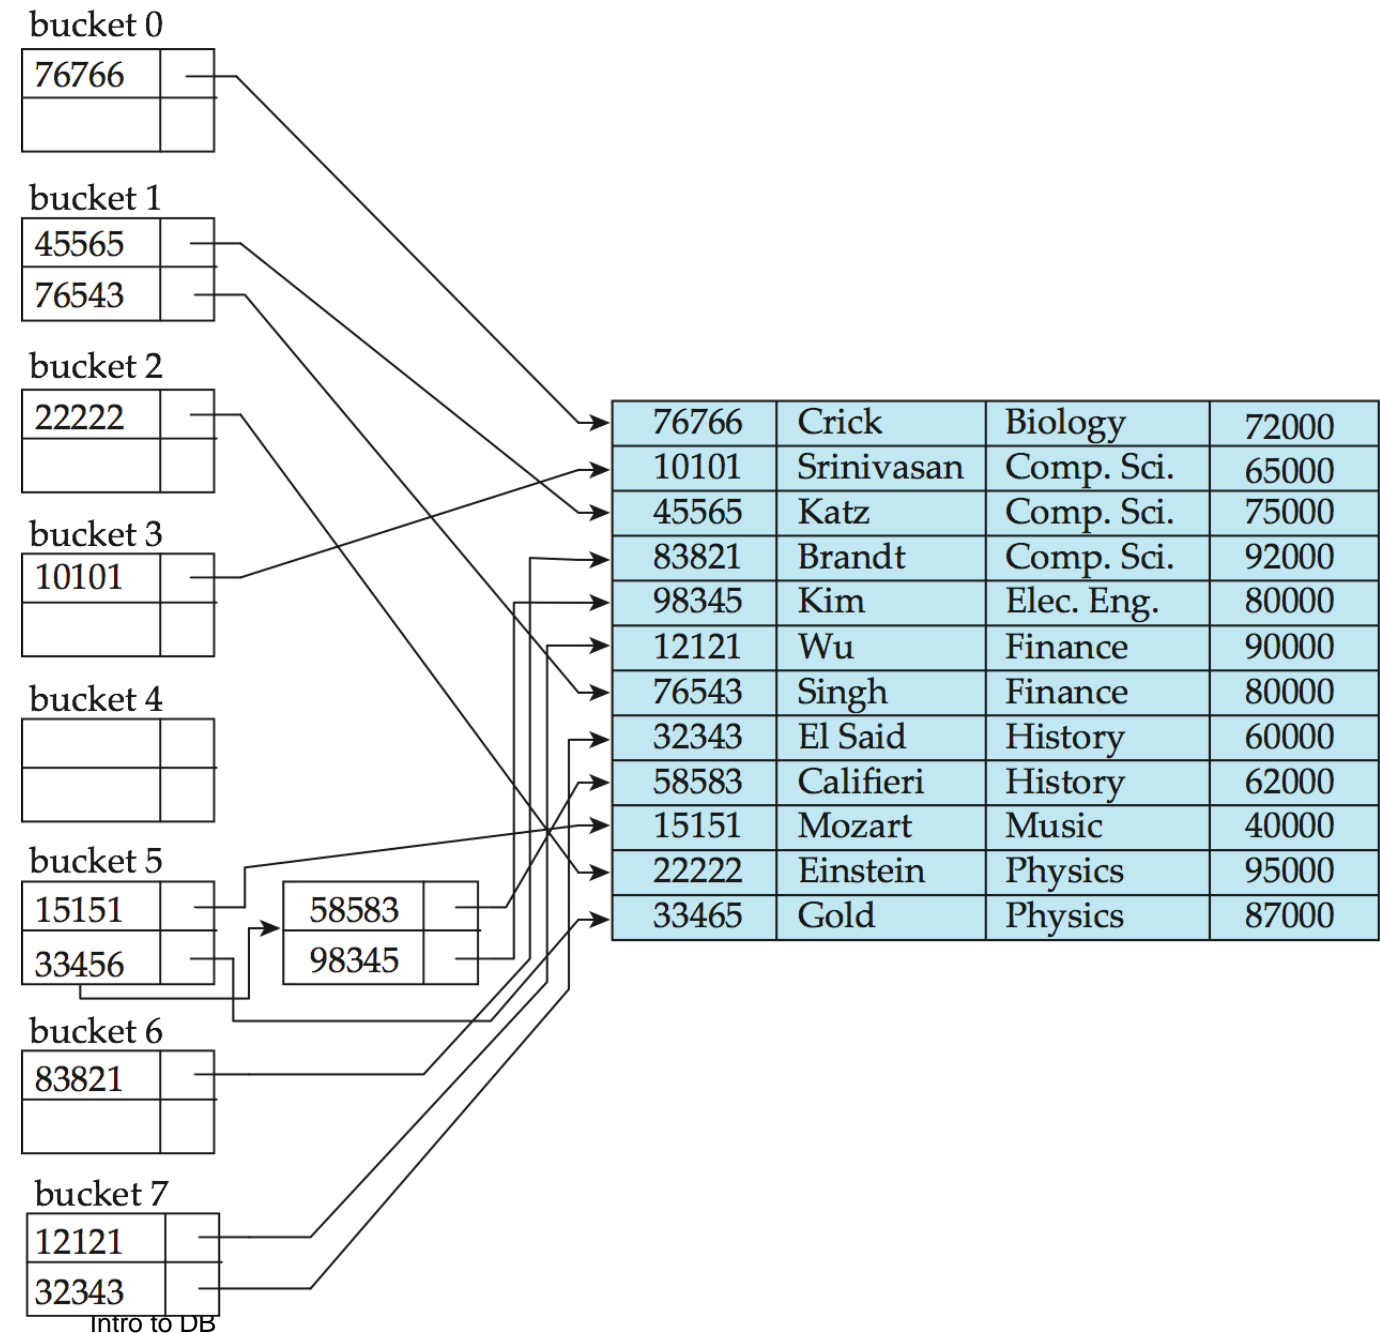 bucket 0
76766
bucket 1
45565
76543
bucket 2
22222
bucket 3
10101
bucket 4
bucket 5
15151
33456
58583
98345
bucket 6
83821
bucket 7
12121
32343
76766 Crick Biology 72000
10101 Srinivasan Comp. Sci. 65000
45565 Katz Comp. Sci. 75000
83821 Brandt Comp. Sci. 92000
98345 Kim Elec. Eng. 80000
12121 Wu Finance 90000
76543 Singh Finance 80000
32343 El Said History 60000
58583 Califieri History 62000
15151 Mozart Music 40000
22222 Einstein Physics 95000
33465 Gold Physics 87000
Intro to DB